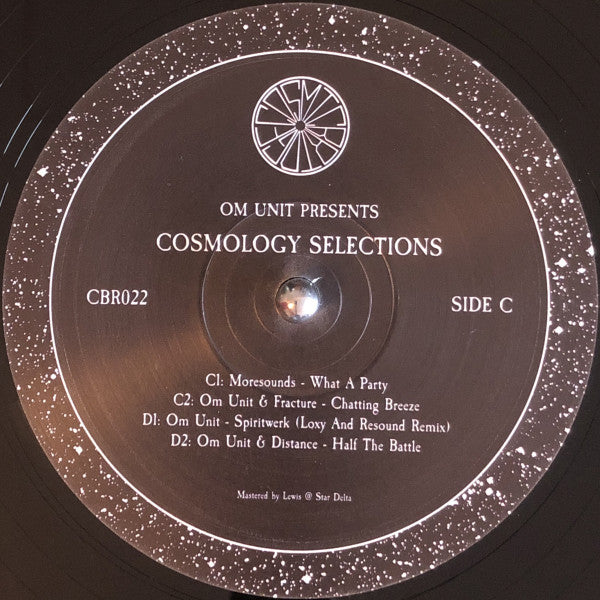 OM UNIT PRESENTS
COSMOLOGY SELECTIONS
CBR022
SIDE C
C1: Moresounds - What A Party
C2: Om Unit & Fracture - Chatting Breeze
D1: Om Unit - Spiritwerk (Loxy And Resound Remix)
D2: Om Unit & Distance - Half The Battle
Mastered by Lewis @ Star Delta